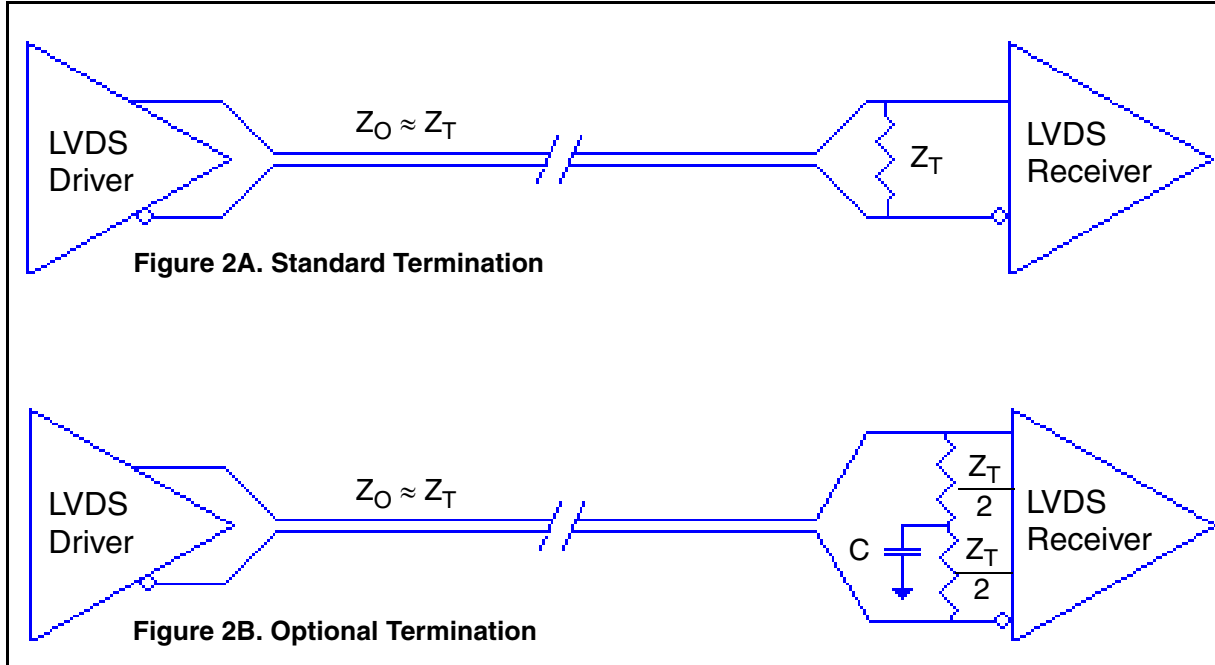 LVDS
Driver
Z_O ≈ Z_T
Z_T
LVDS
Receiver
Figure 2A. Standard Termination
LVDS
Driver
Z_O ≈ Z_T
C
Z_T
2
Z_T
2
LVDS
Receiver
Figure 2B. Optional Termination